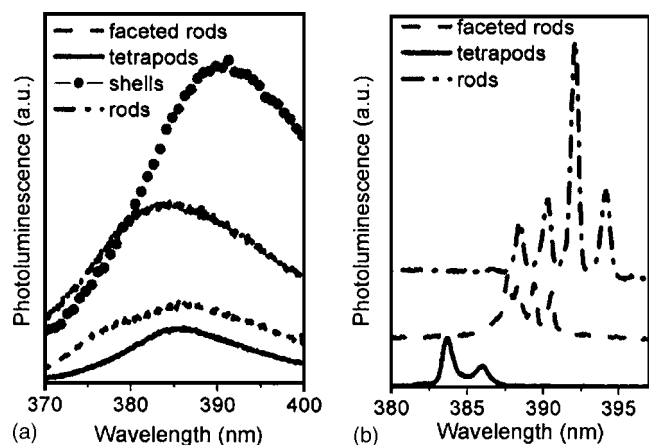 faceted rods
tetrapods
shells
rods
Photoluminescence (a.u.)
370 380 390 400
Wavelength (nm)
(a)
faceted rods
tetrapods
rods
Photoluminescence (a.u.)
380 385 390 395
Wavelength (nm)
(b)